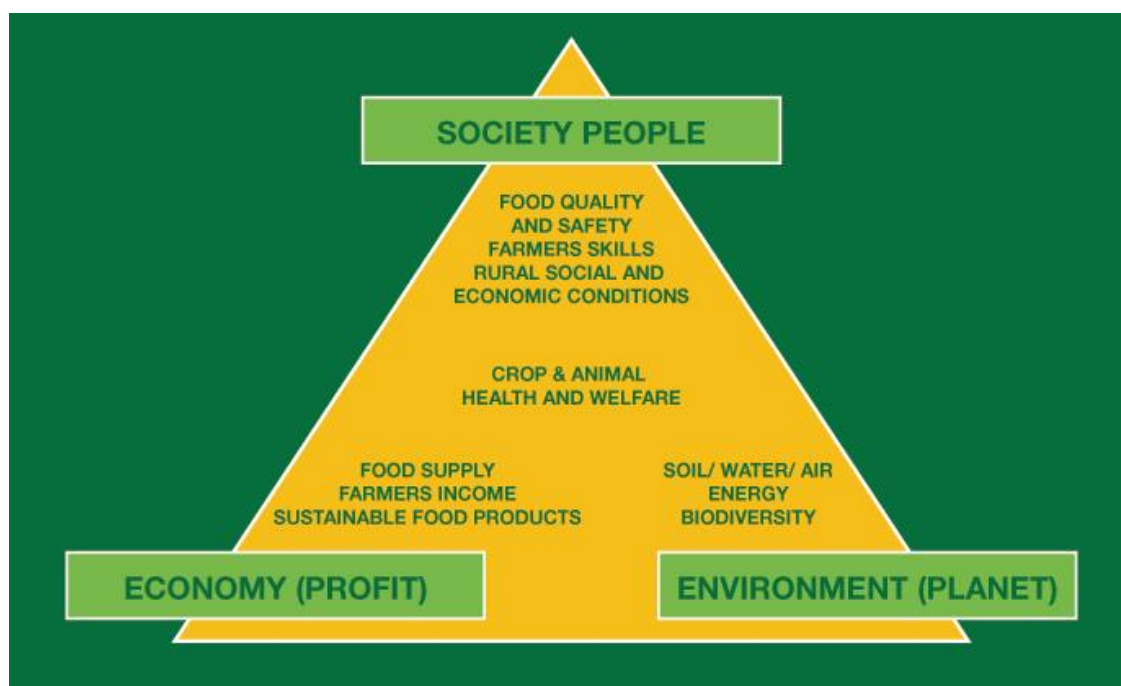 SOCIETY PEOPLE
FOOD QUALITY
AND SAFETY
FARMERS SKILLS
RURAL SOCIAL AND
ECONOMIC CONDITIONS
CROP & ANIMAL
HEALTH AND WELFARE
FOOD SUPPLY
FARMERS INCOME
SUSTAINABLE FOOD PRODUCTS
SOIL/ WATER/ AIR
ENERGY
BIODIVERSITY
ECONOMY (PROFIT)
ENVIRONMENT (PLANET)